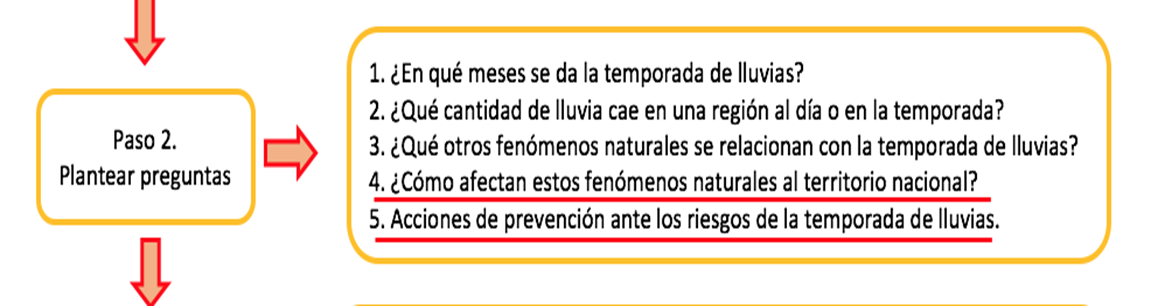 Paso 2.
Plantear preguntas
1. ¿En qué meses se da la temporada de lluvias?
2. ¿Qué cantidad de lluvia cae en una región al día o en la temporada?
3. ¿Qué otros fenómenos naturales se relacionan con la temporada de lluvias?
4. ¿Cómo afectan estos fenómenos naturales al territorio nacional?
5. Acciones de prevención ante los riesgos de la temporada de lluvias.